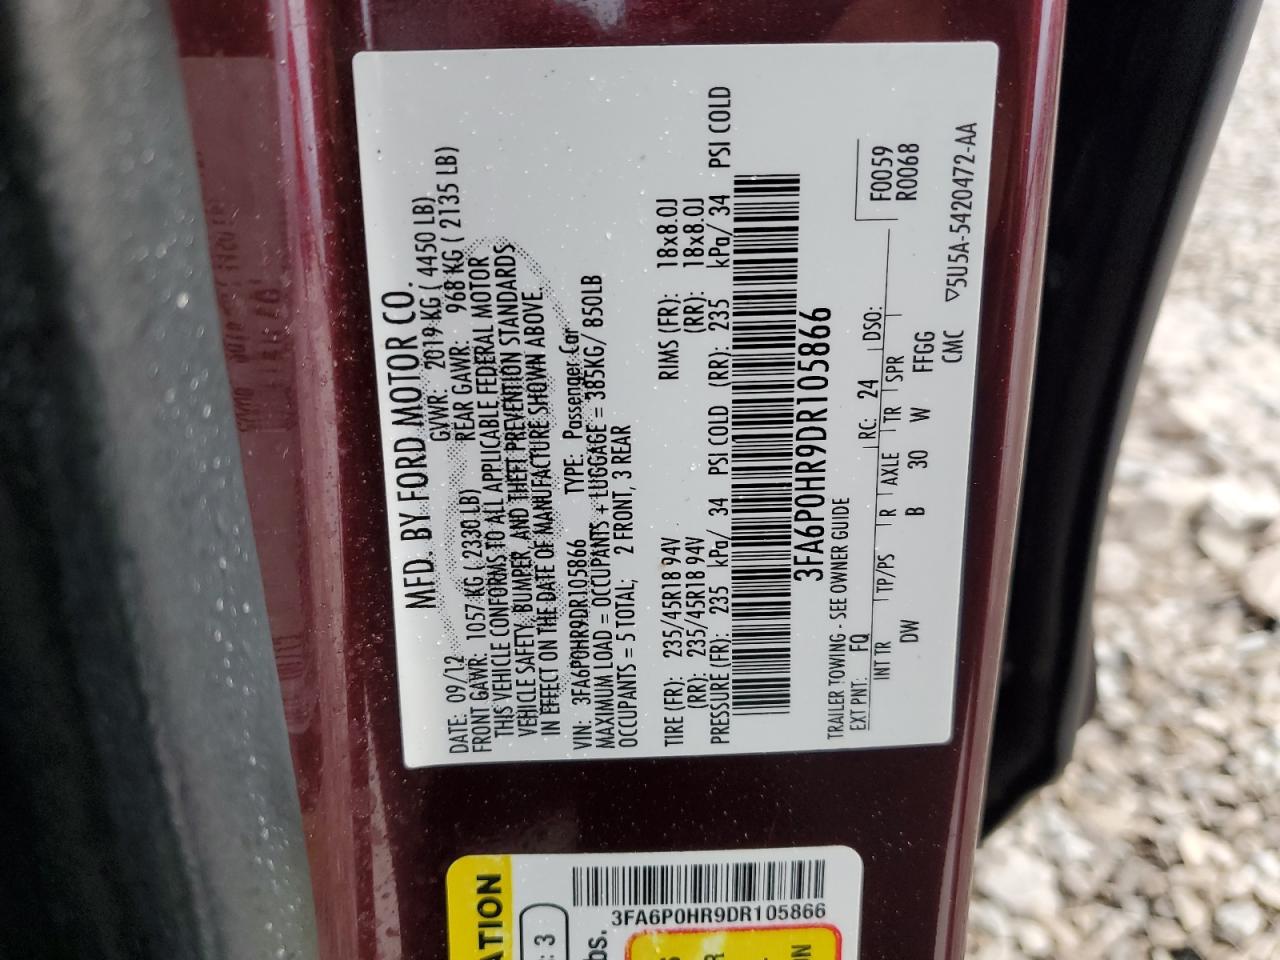 MFD. BY FORD MOTOR CO.
DATE: 09/12 GVWR: 2019 KG ( 4450 LB)
FRONT GAWR: 1057 KG ( 2330 LB) REAR GAWR: 968 KG ( 2135 LB)
THIS VEHICLE CONFORMS TO ALL APPLICABLE FEDERAL MOTOR
VEHICLE SAFETY, BUMPER, AND THEFT PREVENTION STANDARDS
IN EFFECT ON THE DATE OF MANUFACTURE SHOWN ABOVE.
VIN: 3FA6P0HR9DR105866 TYPE: Passenger Car
MAXIMUM LOAD = OCCUPANTS + LUGGAGE = 385KG/ 850LB
OCCUPANTS = 5 TOTAL; 2 FRONT, 3 REAR
TIRE (FR): 235/45R18 94V RIMS (FR): 18x8.0J
(RR): 235/45R18 94V (RR): 18x8.0J
PRESSURE (FR): 235 kPa/ 34 PSI COLD (RR): 235 kPa/ 34 PSI COLD
3FA6P0HR9DR105866
TRAILER TOWING - SEE OWNER GUIDE
EXT PNT: FQ RC: 24 DSO: F0059
R0068
INT TR TP/PS R AXLE TR SPR
DW B 30 W FFGG
CMC ▽5U5A-5420472-AA
ATION
: 3
3FA6P0HR9DR105866
bs.